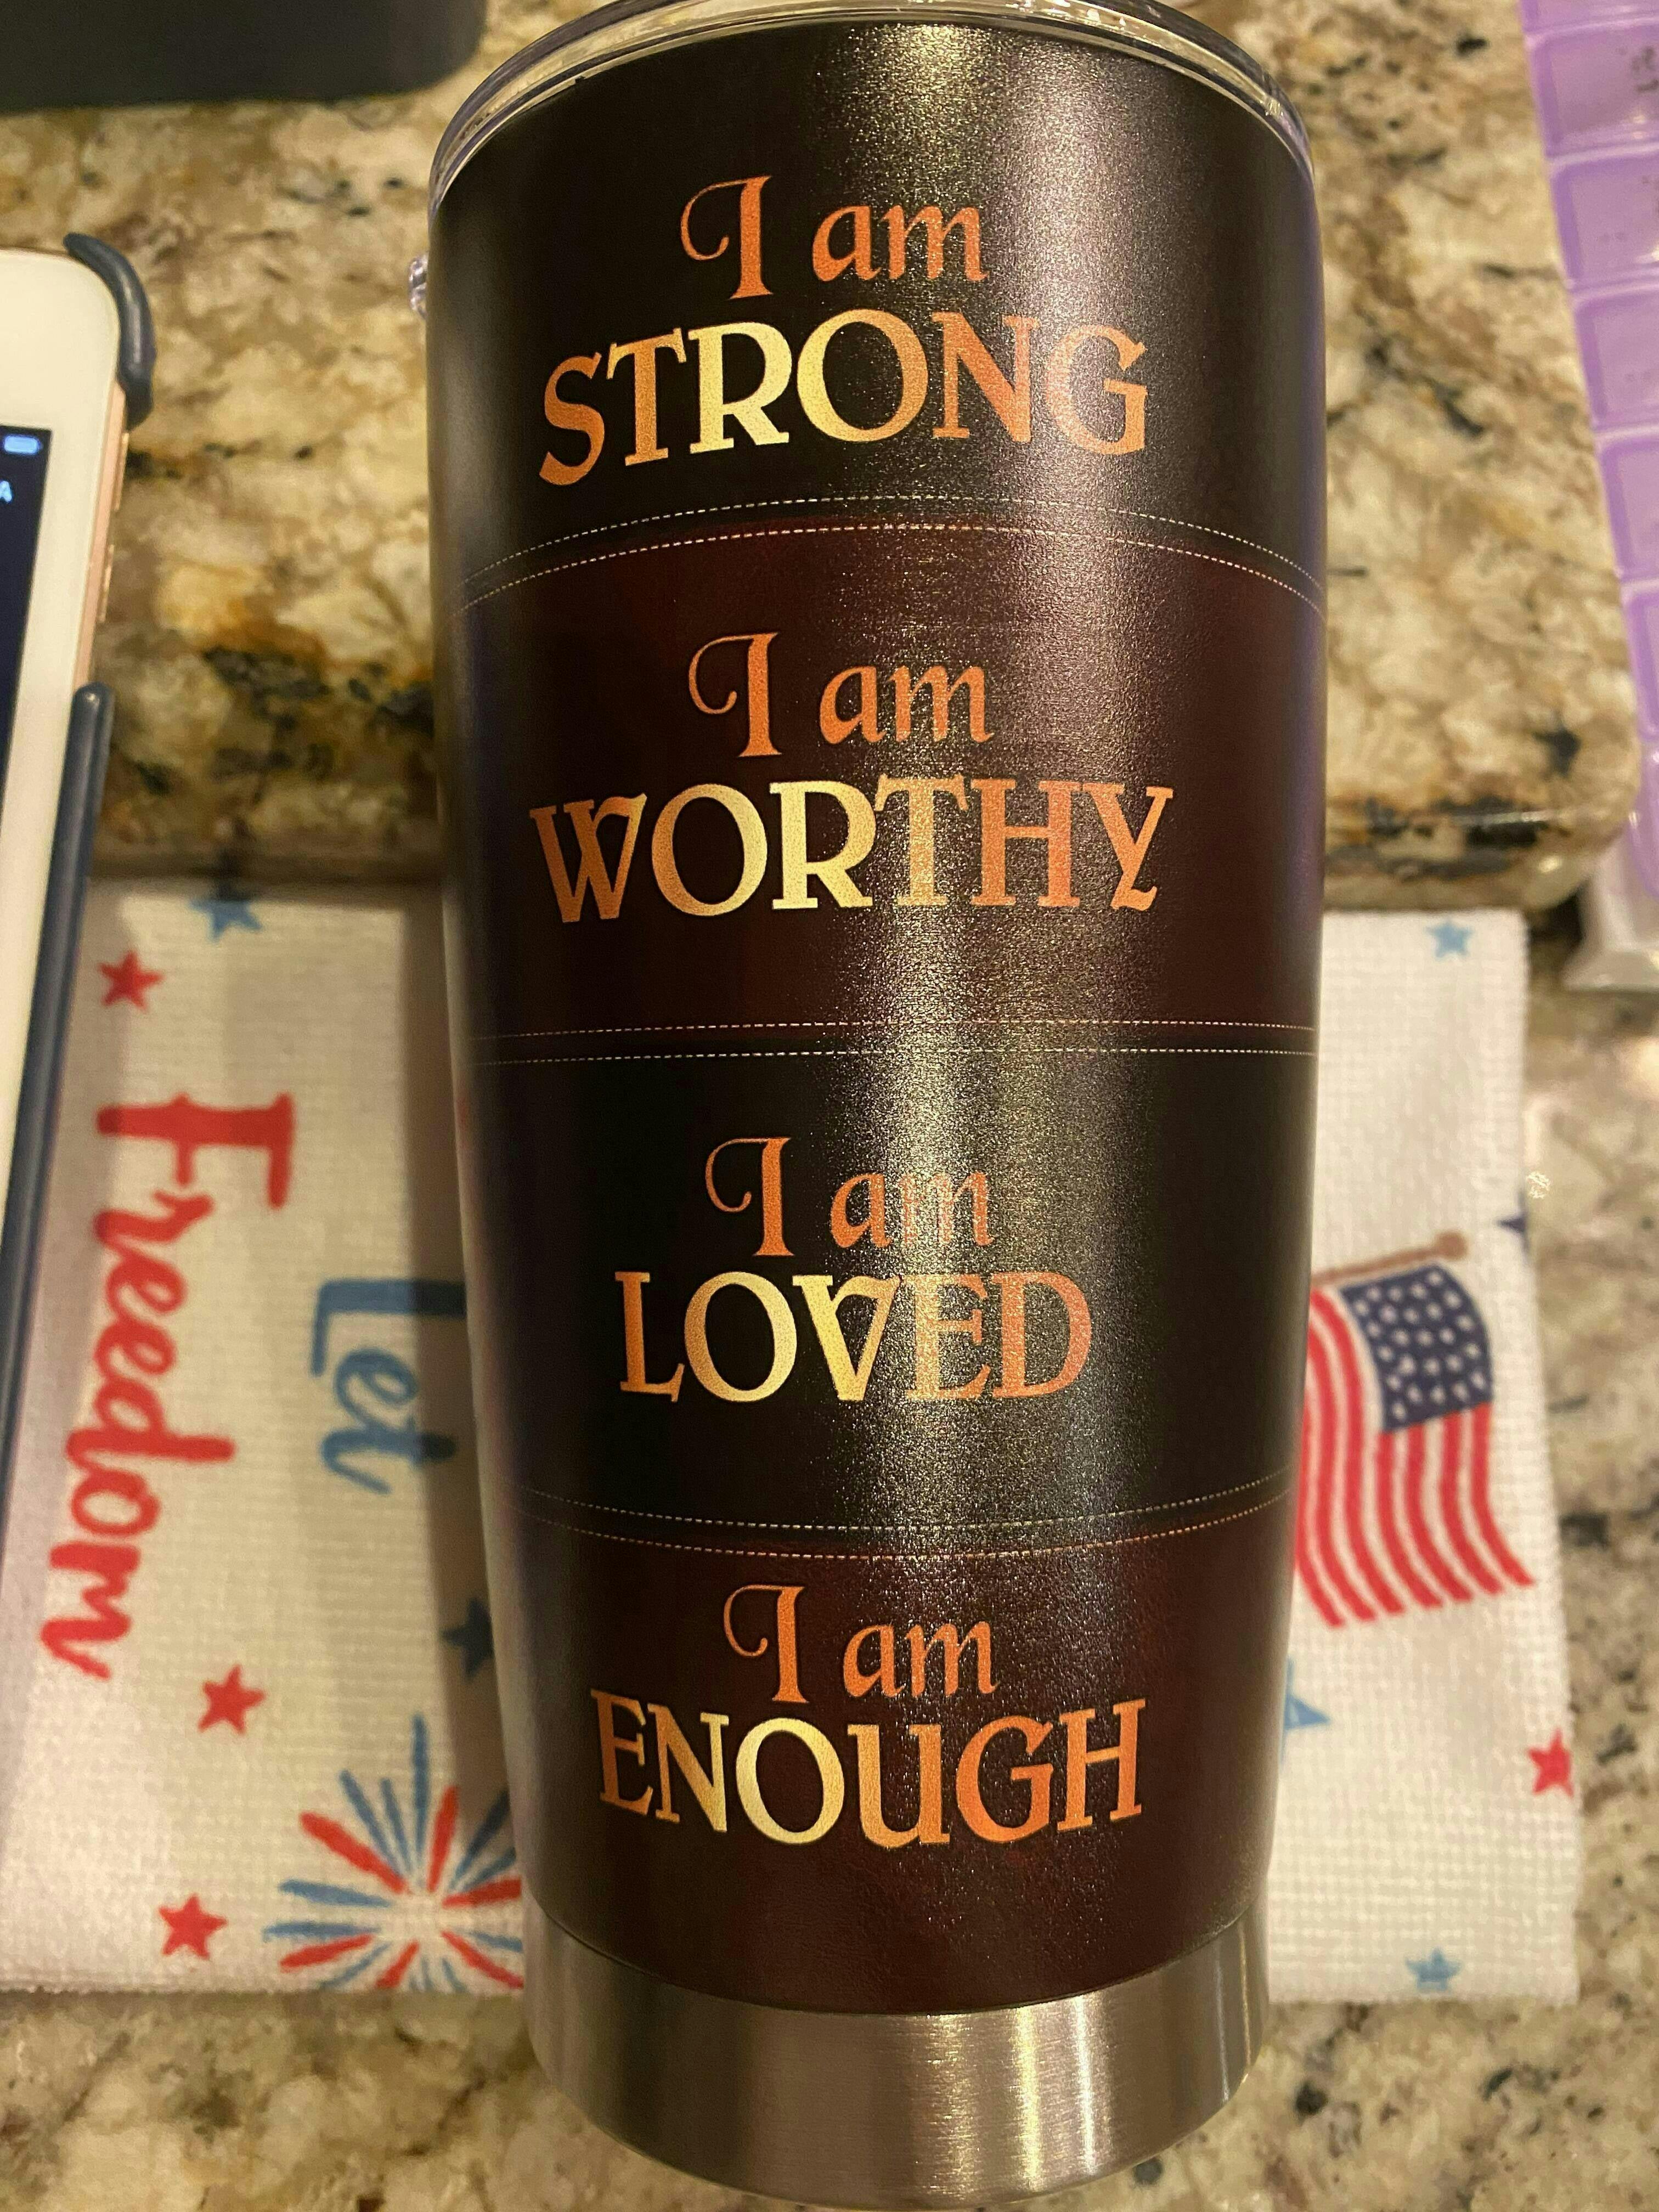 I am
STRONG
I am
WORTHY
I am
LOVED
I am
ENOUGH
Let
Freedom